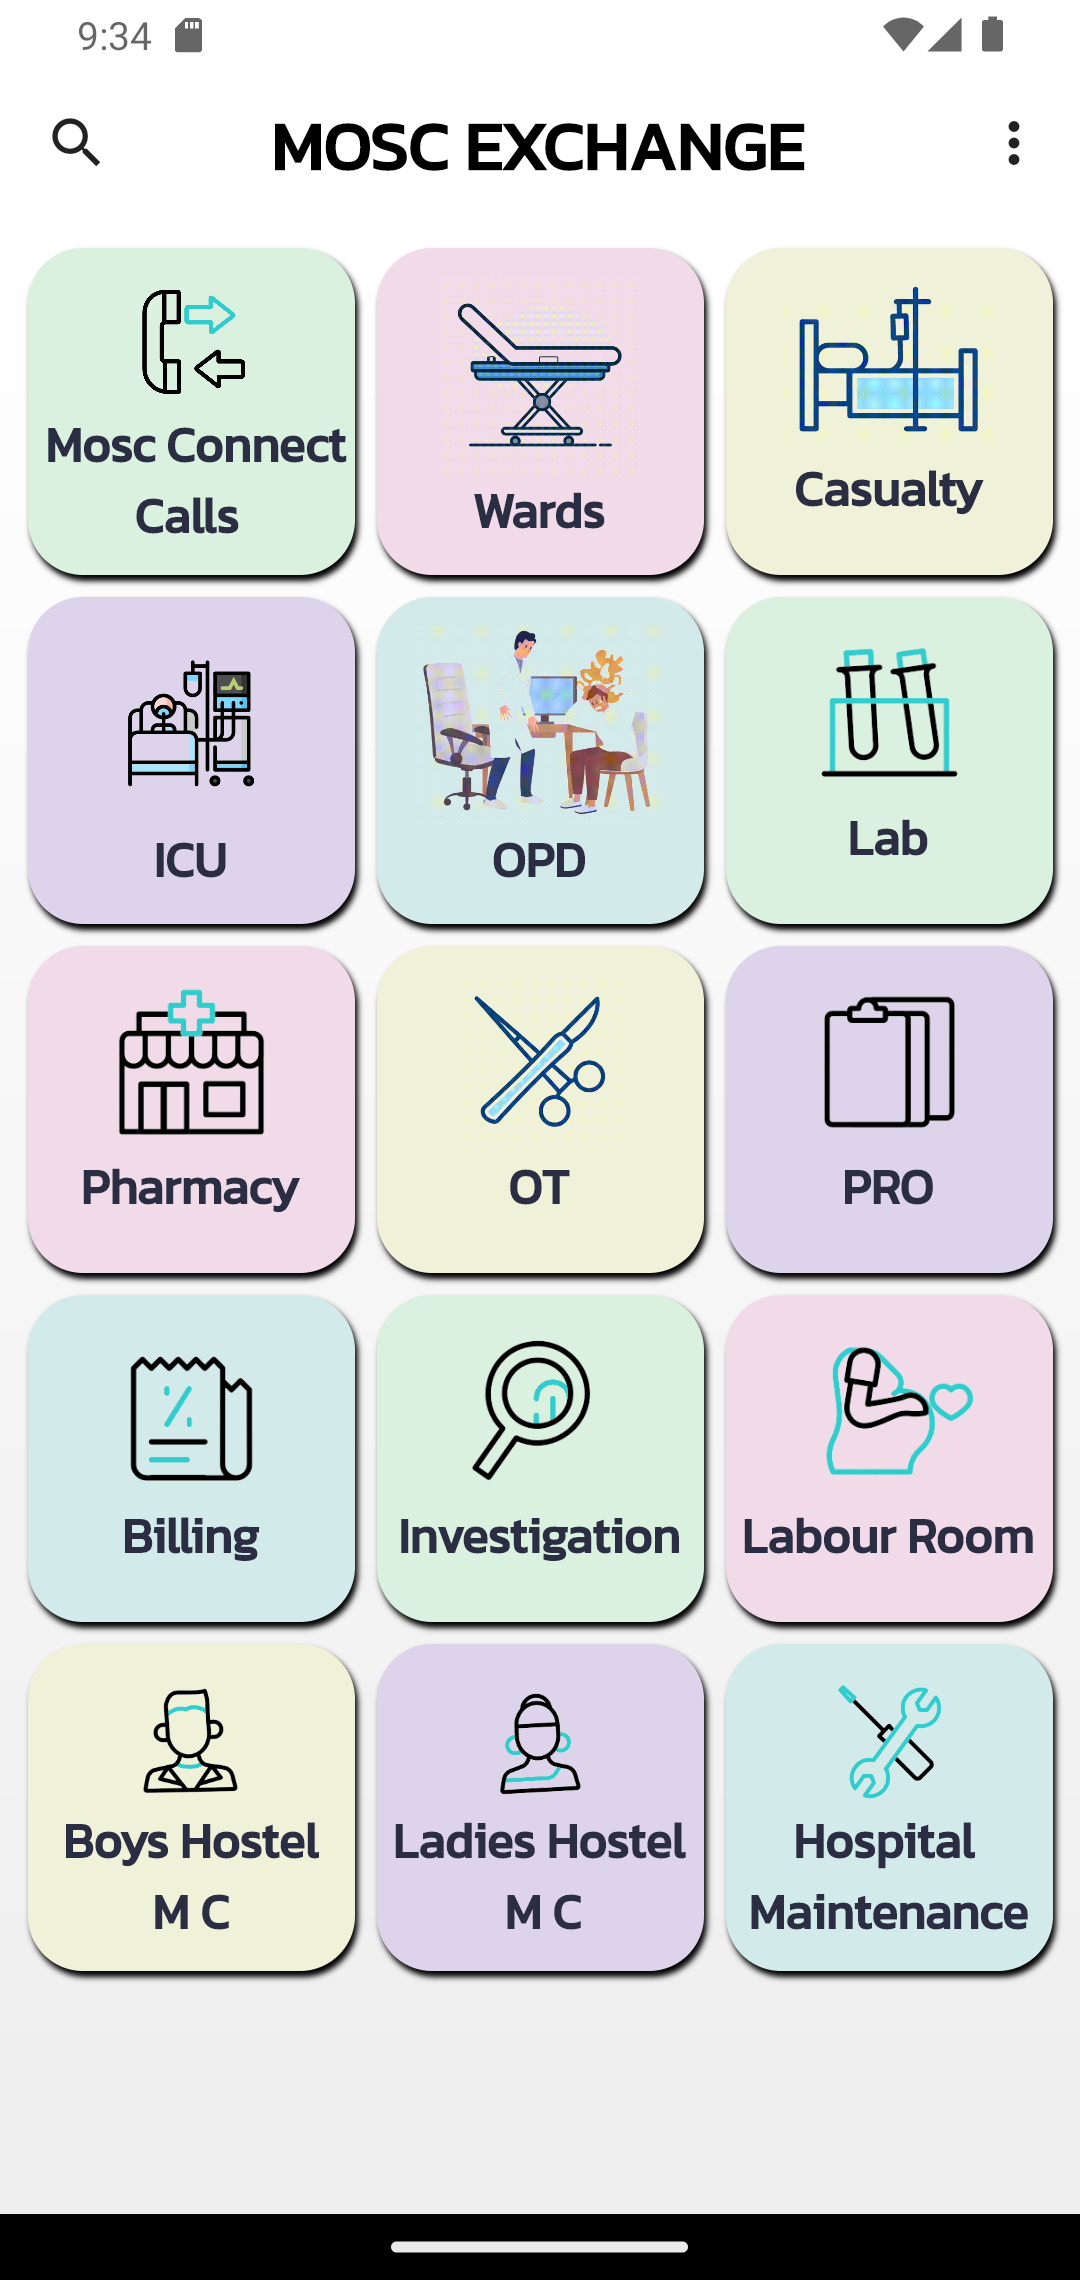 9:34
MOSC EXCHANGE
Mosc Connect
Calls
Wards
Casualty
ICU
OPD
Lab
Pharmacy
OT
PRO
Billing
Investigation
Labour Room
Boys Hostel
M C
Ladies Hostel
M C
Hospital
Maintenance